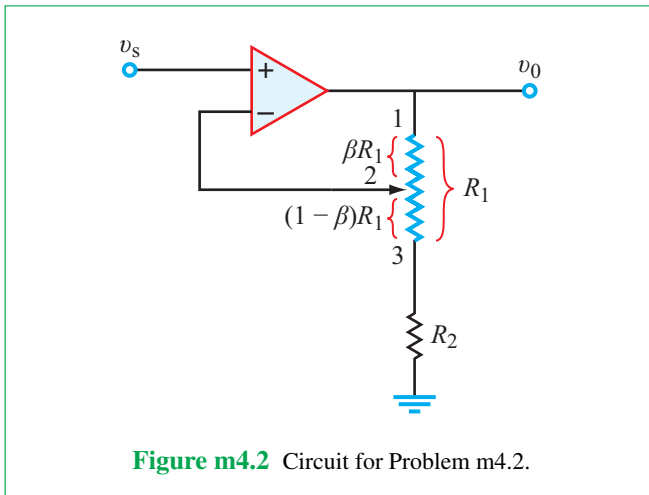 υs
+
−
υ0
1
βR1
2
R1
(1 − β)R1
3
R2
Figure m4.2 Circuit for Problem m4.2.